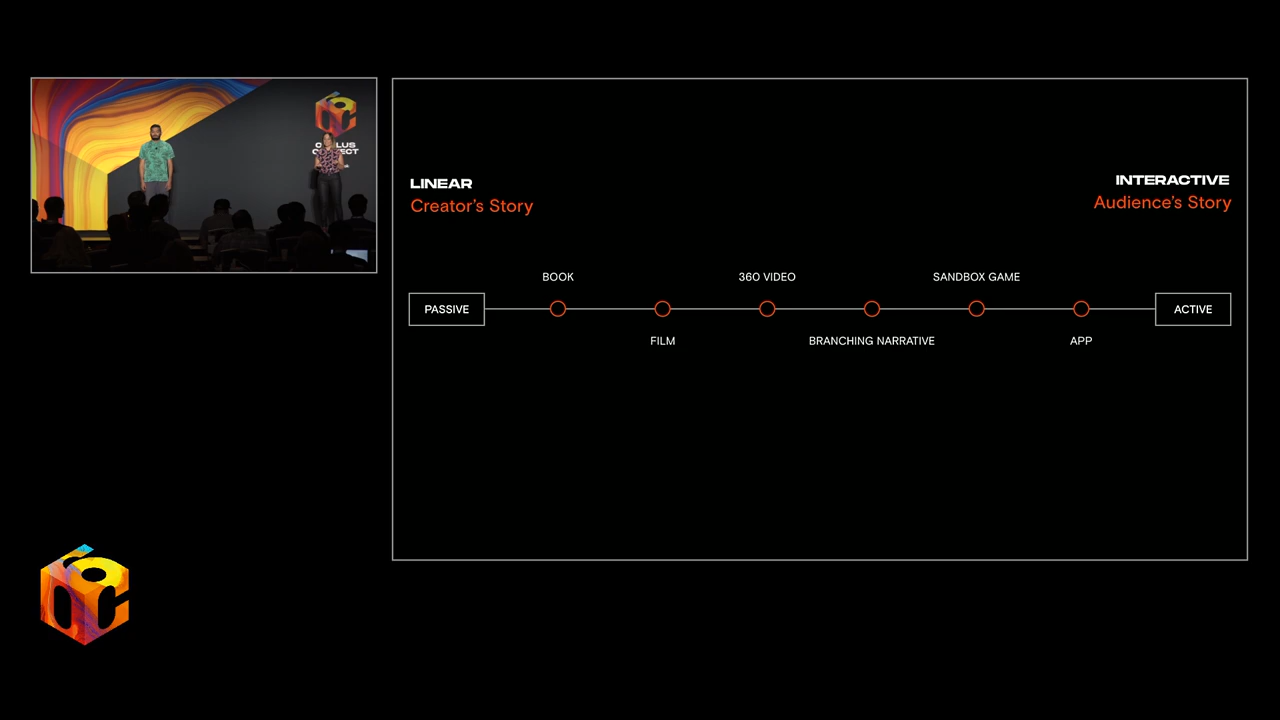 LINEAR
Creator's Story
INTERACTIVE
Audience's Story
BOOK
360 VIDEO
SANDBOX GAME
PASSIVE
ACTIVE
FILM
BRANCHING NARRATIVE
APP